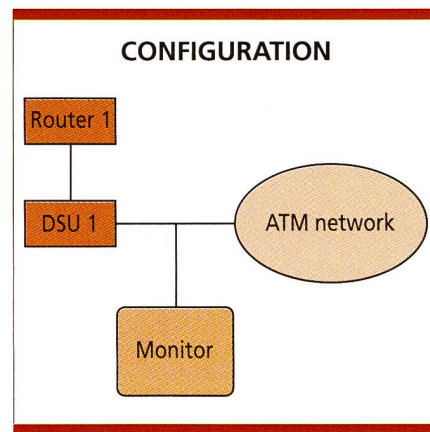 CONFIGURATION
Router 1
DSU 1
ATM network
Monitor